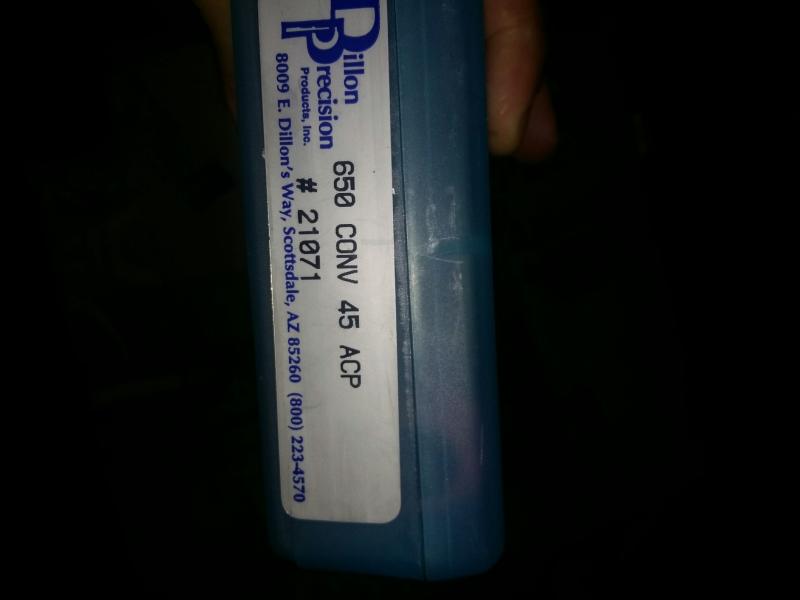 Dillon
Precision
Products, Inc.
650 CONV 45 ACP
# 21071
8009 E. Dillon's Way, Scottsdale, AZ 85260 (800) 223-4570